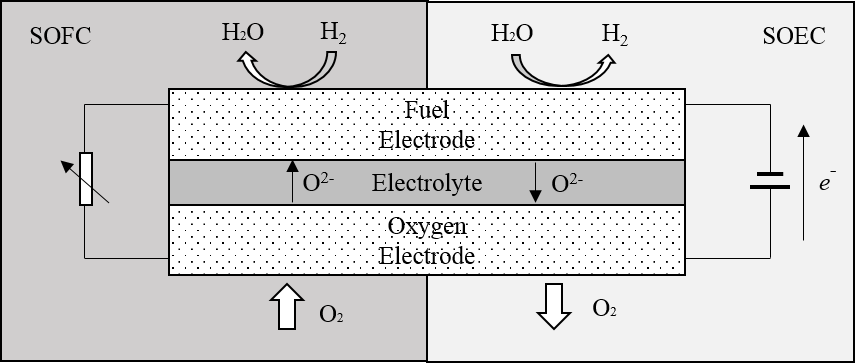 SOFC
H₂O
H₂
H₂O
H₂
SOEC
Fuel
Electrode
O²⁻
Electrolyte
O²⁻
e⁻
Oxygen
Electrode
O₂
O₂